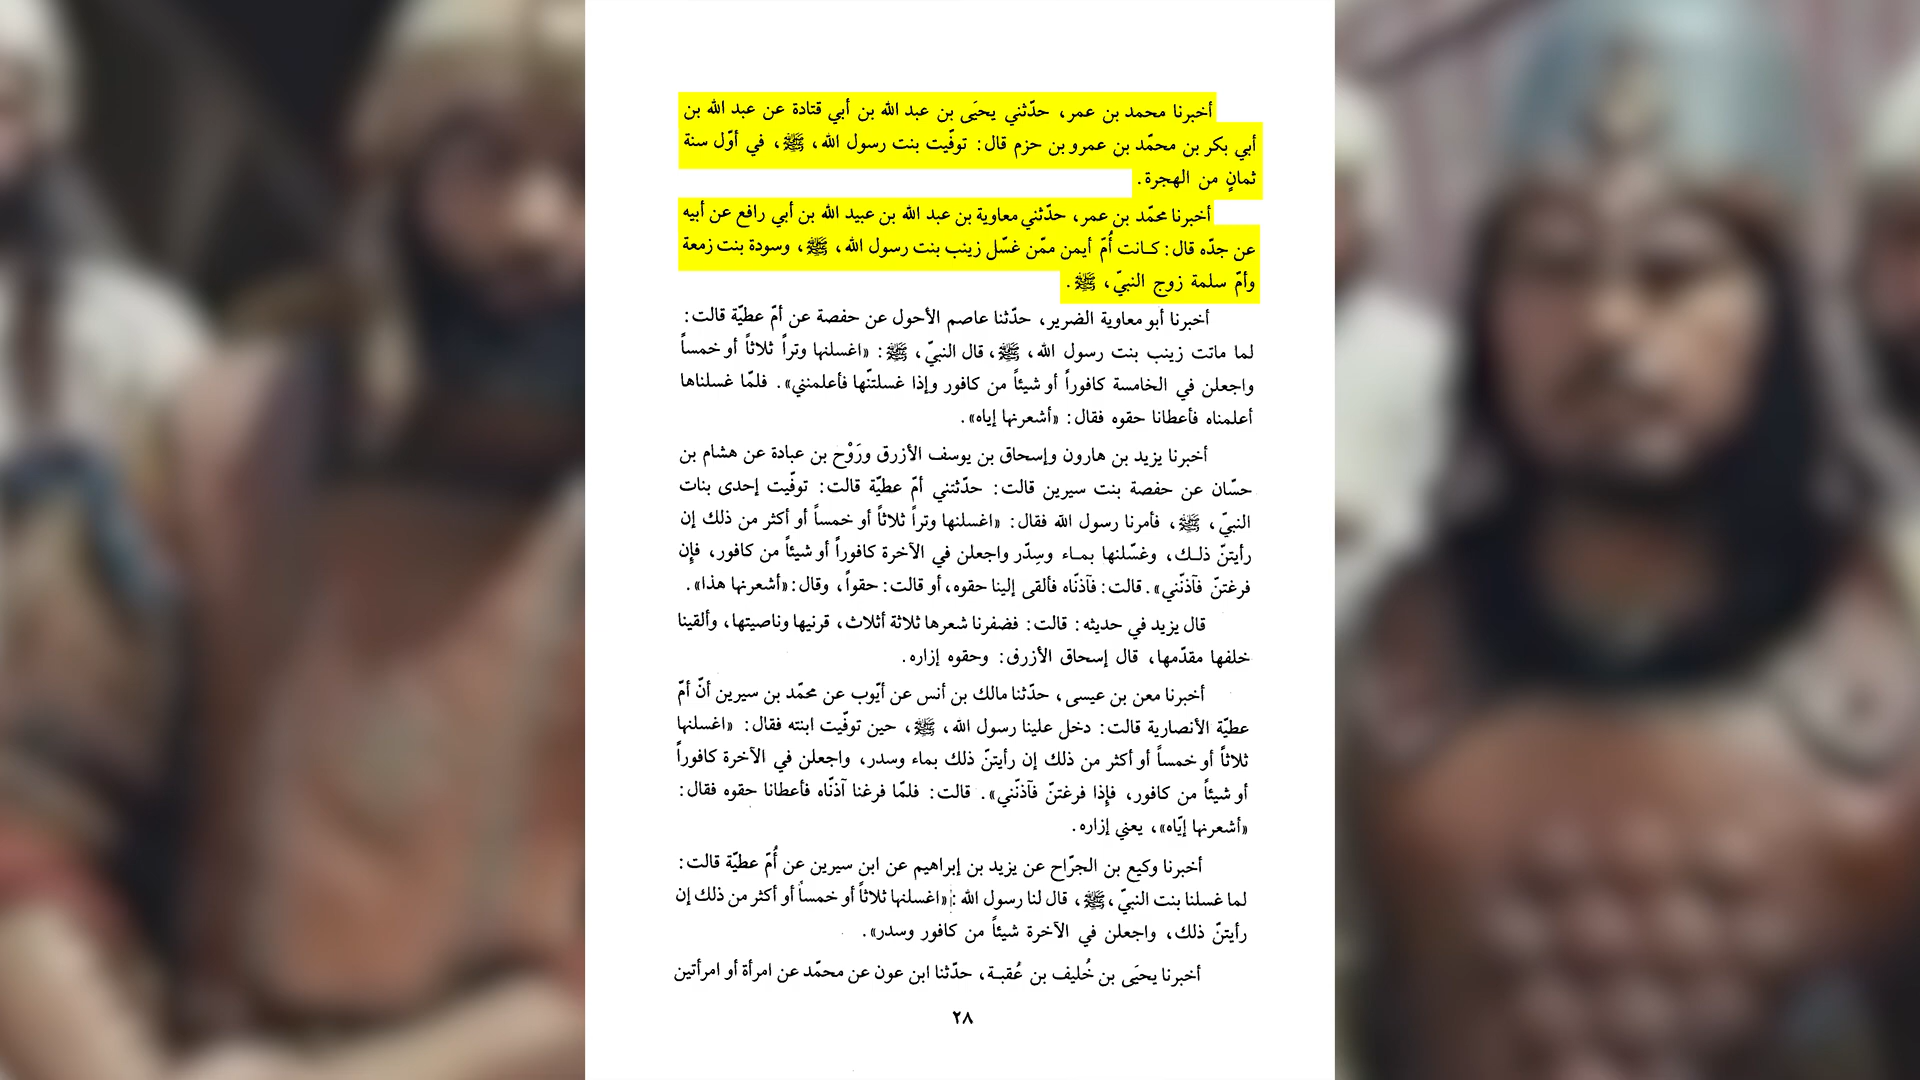 أخبرنا محمد بن عمر، حدّثني يحيَى بن عبد الله بن أبي قتادة عن عبد الله بن
أبي بكر بن محمّد بن عمرو بن حزم قال: توفّيت بنت رسول الله، ﷺ، في أوّل سنة
ثمانٍ من الهجرة.
أخبرنا محمّد بن عمر، حدّثني معاوية بن عبد الله بن عبيد الله بن أبي رافع عن أبيه
عن جدّه قال: كانت أُمّ أيمن ممّن غسّل زينب بنت رسول الله، ﷺ، وسودة بنت زمعة
وأمّ سلمة زوج النبيّ، ﷺ.
أخبرنا أبو معاوية الضرير، حدّثنا عاصم الأحول عن حفصة عن أمّ عطيّة قالت:
لما ماتت زينب بنت رسول الله، ﷺ، قال النبيّ، ﷺ: «اغسلنها وتراً ثلاثاً أو خمساً
واجعلن في الخامسة كافوراً أو شيئاً من كافور وإذا غسلتنّها فأعلمنني». فلمّا غسلناها
أعلمناه فأعطانا حقوه فقال: «أشعرنها إياه».
أخبرنا يزيد بن هارون وإسحاق بن يوسف الأزرق ورَوْح بن عبادة عن هشام بن
حسّان عن حفصة بنت سيرين قالت: حدّثتني أمّ عطيّة قالت: توفّيت إحدى بنات
النبيّ، ﷺ، فأمرنا رسول الله فقال: «اغسلنها وتراً ثلاثاً أو خمساً أو أكثر من ذلك إن
رأيتنّ ذلك، وغسّلنها بماء وسِدّر واجعلن في الآخرة كافوراً أو شيئاً من كافور، فإِن
فرغتنّ فآذنّني». قالت: فآذنّاه فألقى إلينا حقوه، أو قالت: حقواً، وقال: «أشعرنها هذا».
قال يزيد في حديثه: قالت: فضفرنا شعرها ثلاثة أثلاث، قرنيها وناصيتها، وألقينا
خلفها مقدّمها، قال إسحاق الأزرق: وحقوه إزاره.
أخبرنا معن بن عيسى، حدّثنا مالك بن أنس عن أيّوب عن محمّد بن سيرين أنّ أمّ
عطيّة الأنصارية قالت: دخل علينا رسول الله، ﷺ، حين توفّيت ابنته فقال: «اغسلنها
ثلاثاً أو خمساً أو أكثر من ذلك إن رأيتنّ ذلك بماء وسدر، واجعلن في الآخرة كافوراً
أو شيئاً من كافور، فإِذا فرغتنّ فآذنّني». قالت: فلمّا فرغنا آذنّاه فأعطانا حقوه فقال:
«أشعرنها إيّاه»، يعني إزاره.
أخبرنا وكيع بن الجرّاح عن يزيد بن إبراهيم عن ابن سيرين عن أُمّ عطيّة قالت:
لما غسلنا بنت النبيّ، ﷺ، قال لنا رسول الله: «اغسلنها ثلاثاً أو خمساً أو أكثر من ذلك إن
رأيتنّ ذلك، واجعلن في الآخرة شيئاً من كافور وسدر».
أخبرنا يحيَى بن خُليف بن عُقبة، حدّثنا ابن عون عن محمّد عن امرأة أو امرأتين
٢٨